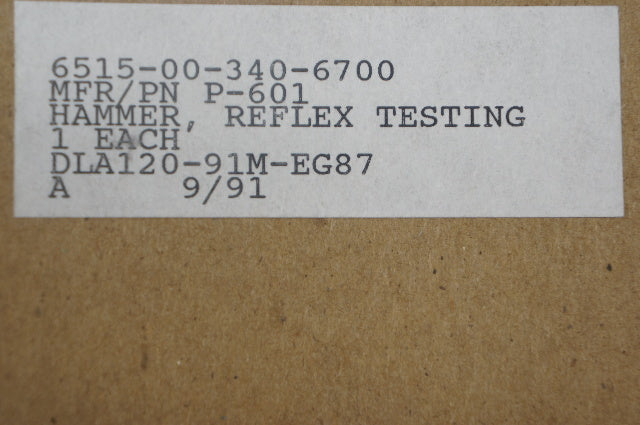 6515-00-340-6700
MFR/PN P-601
HAMMER, REFLEX TESTING
1 EACH
DLA120-91M-EG87
A 9/91